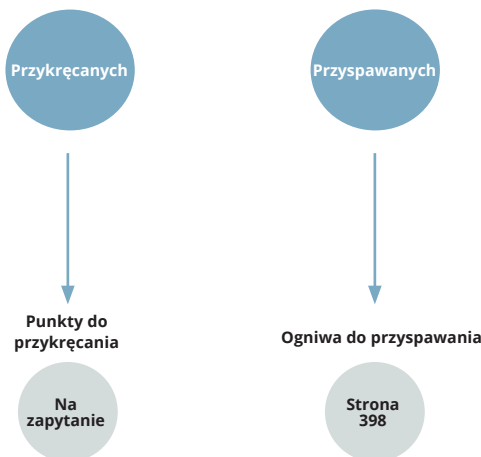 Przykręcanych
Przyspawanych
Punkty do
przykręcania
Ogniwa do przyspawania
Na
zapytanie
Strona
398